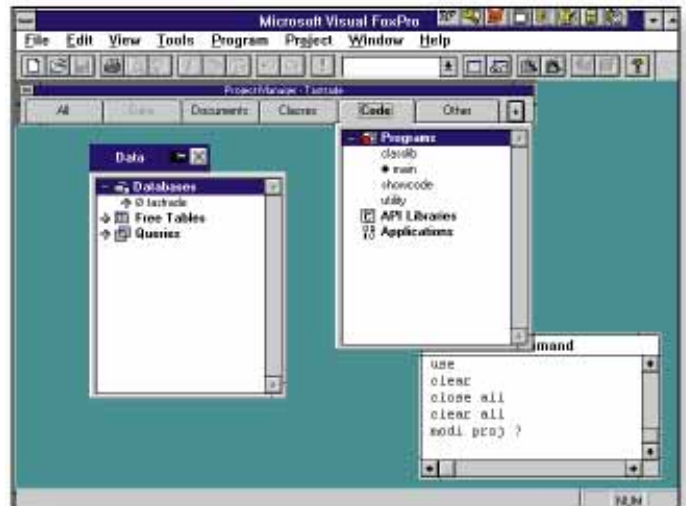 Microsoft Visual FoxPro
File Edit View Tools Program Project Window Help
Project Manager - Tastrade
All Data Documents Classes Code Other
Data
Databases
tastrade
Free Tables
Queries
Programs
classlib
main
showcode
utility
API Libraries
Applications
mmand
use
clear
close all
clear all
modi proj ?
NUM